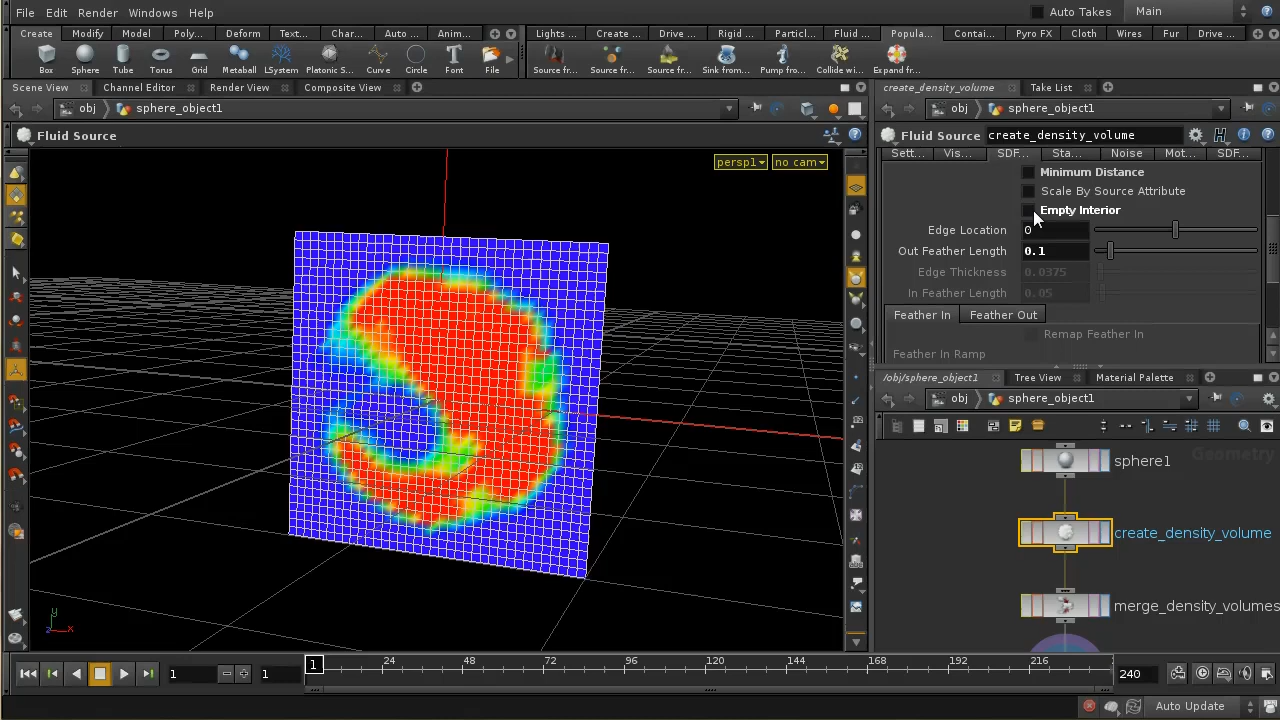 File Edit Render Windows Help Auto Takes Main
Create Modify Model Poly... Deform Text... Char... Auto ... Anim... Lights ... Create ... Drive ... Rigid ... Particl... Fluid ... Popula... Contai... Pyro FX Cloth Wires Fur Drive ...
Box Sphere Tube Torus Grid Metaball LSystem Platonic S... Curve Circle Font File Source fr... Source fr... Source fr... Sink from... Pump fro... Collide wi... Expand fr...
Scene View Channel Editor Render View Composite View create_density_volume Take List
obj sphere_object1 obj sphere_object1
Fluid Source Fluid Source create_density_volume
Sett... Vis... SDF... Sta... Noise Mot... SDF...
persp1 no cam
Minimum Distance
Scale By Source Attribute
Empty Interior
Edge Location 0
Out Feather Length 0.1
Edge Thickness 0.0375
In Feather Length 0.05
Feather In Feather Out
Remap Feather In
Feather In Ramp
/obj/sphere_object1 Tree View Material Palette
obj sphere_object1
Geometry
sphere1
create_density_volume
merge_density_volumes
y
z x
1 1 1 24 48 72 96 120 144 168 192 216 240
Auto Update